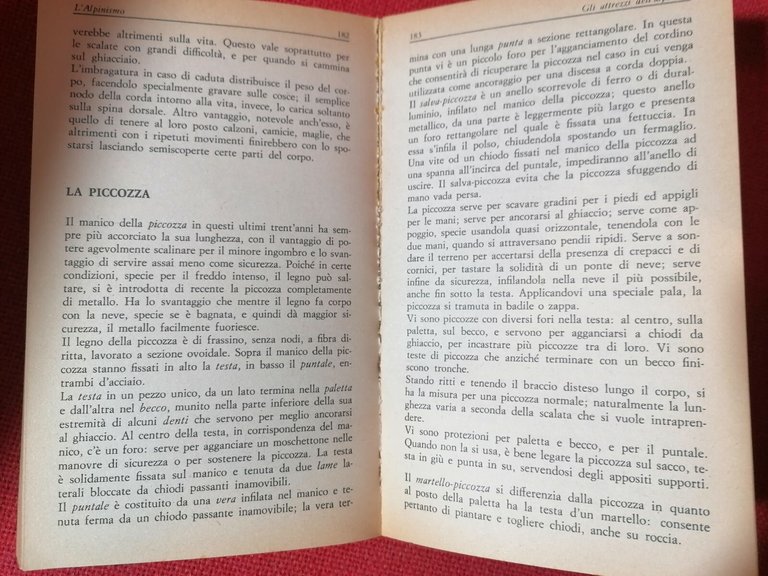 L'Alpinismo 182
verebbe altrimenti sulla vita. Questo vale soprattutto per
le scalate con grandi difficoltà, e per quando si cammina
sul ghiacciaio.
L'imbragatura in caso di caduta distribuisce il peso del cor-
po, facendolo specialmente gravare sulle cosce; il semplice
nodo della corda intorno alla vita, invece, lo carica soltanto
sulla spina dorsale. Altro vantaggio, notevole anch'esso, è
quello di tenere al loro posto calzoni, camicie, maglie, che
altrimenti con i ripetuti movimenti finirebbero con lo spo-
starsi lasciando semiscoperte certe parti del corpo.
LA PICCOZZA
Il manico della piccozza in questi ultimi trent'anni ha sem-
pre più accorciato la sua lunghezza, con il vantaggio di po-
tere agevolmente scalinare per il minore ingombro e lo svan-
taggio di servire assai meno come sicurezza. Poiché in certe
condizioni, specie per il freddo intenso, il legno può sal-
tare, si è introdotta di recente la piccozza completamente
di metallo. Ha lo svantaggio che mentre il legno fa corpo
con la neve, specie se è bagnata, e quindi dà maggior si-
curezza, il metallo facilmente fuoriesce.
Il legno della piccozza è di frassino, senza nodi, a fibra di-
ritta, lavorato a sezione ovoidale. Sopra il manico della pic-
cozza stanno fissati in alto la testa, in basso il puntale, en-
trambi d'acciaio.
La testa in un pezzo unico, da un lato termina nella paletta
e dall'altra nel becco, munito nella parte inferiore della sua
estremità di alcuni denti che servono per meglio ancorarsi
al ghiaccio. Al centro della testa, in corrispondenza del ma-
nico, c'è un foro: serve per agganciare un moschettone nelle
manovre di sicurezza o per sostenere la piccozza. La testa
è solidamente fissata al manico e tenuta da due lame la-
terali bloccate da chiodi passanti inamovibili.
Il puntale è costituito da una vera infilata nel manico e te-
nuta ferma da un chiodo passante inamovibile; la vera ter-
183 Gli attrezzi
mina con una lunga punta a sezione rettangolare. In questa
punta vi è un piccolo foro per l'agganciamento del cordino
che consentirà di ricuperare la piccozza nel caso in cui venga
utilizzata come ancoraggio per una discesa a corda doppia.
Il salva-piccozza è un anello scorrevole di ferro o di dural-
luminio, infilato nel manico della piccozza; questo anello
metallico, da una parte è leggermente più largo e presenta
un foro rettangolare nel quale è fissata una fettuccia. In
essa s'infila il polso, chiudendola spostando un fermaglio.
Una vite od un chiodo fissati nel manico della piccozza ad
una spanna all'incirca del puntale, impediranno all'anello di
uscire. Il salva-piccozza evita che la piccozza sfuggendo di
mano vada persa.
La piccozza serve per scavare gradini per i piedi ed appigli
per le mani; serve per ancorarsi al ghiaccio; serve come ap-
poggio, specie usandola quasi orizzontale, tenendola con le
due mani, quando si attraversano pendii ripidi. Serve a son-
dare il terreno per accertarsi della presenza di crepacci e di
cornici, per tastare la solidità di un ponte di neve; serve
infine da sicurezza, infilandola nella neve il più possibile,
anche fin sotto la testa. Applicandovi una speciale pala, la
piccozza si tramuta in badile o zappa.
Vi sono piccozze con diversi fori nella testa: al centro, sulla
paletta, sul becco, e servono per agganciarsi a chiodi da
ghiaccio, per incastrare più piccozze tra di loro. Vi sono
teste di piccozza che anziché terminare con un becco fini-
scono tronche.
Stando ritti e tenendo il braccio disteso lungo il corpo, si
ha la misura per una piccozza normale; naturalmente la lun-
ghezza varia a seconda della scalata che si vuole intrapren-
dere.
Vi sono protezioni per paletta e becco, e per il puntale.
Quando non la si usa, è bene legare la piccozza sul sacco, te-
sta in giù e punta in su, servendosi degli appositi supporti.
Il martello-piccozza si differenzia dalla piccozza in quanto
al posto della paletta ha la testa d'un martello: consente
pertanto di piantare e togliere chiodi, anche su roccia.